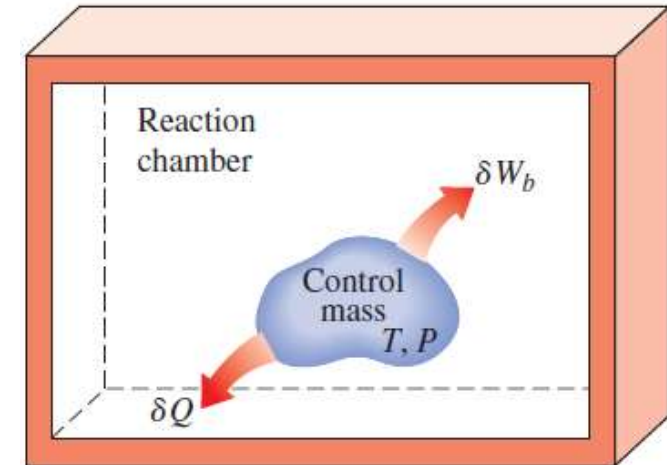 Reaction
chamber
δW_b
Control
mass
T, P
δQ